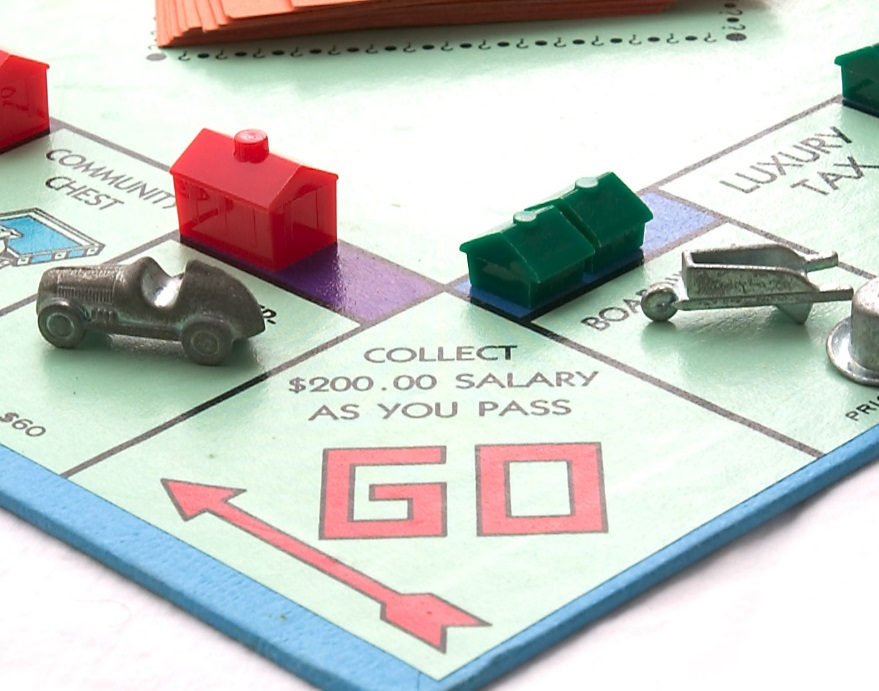 COMMUNITY
CHEST
LUXURY
TAX
COLLECT
$200.00 SALARY
AS YOU PASS
GO
$60